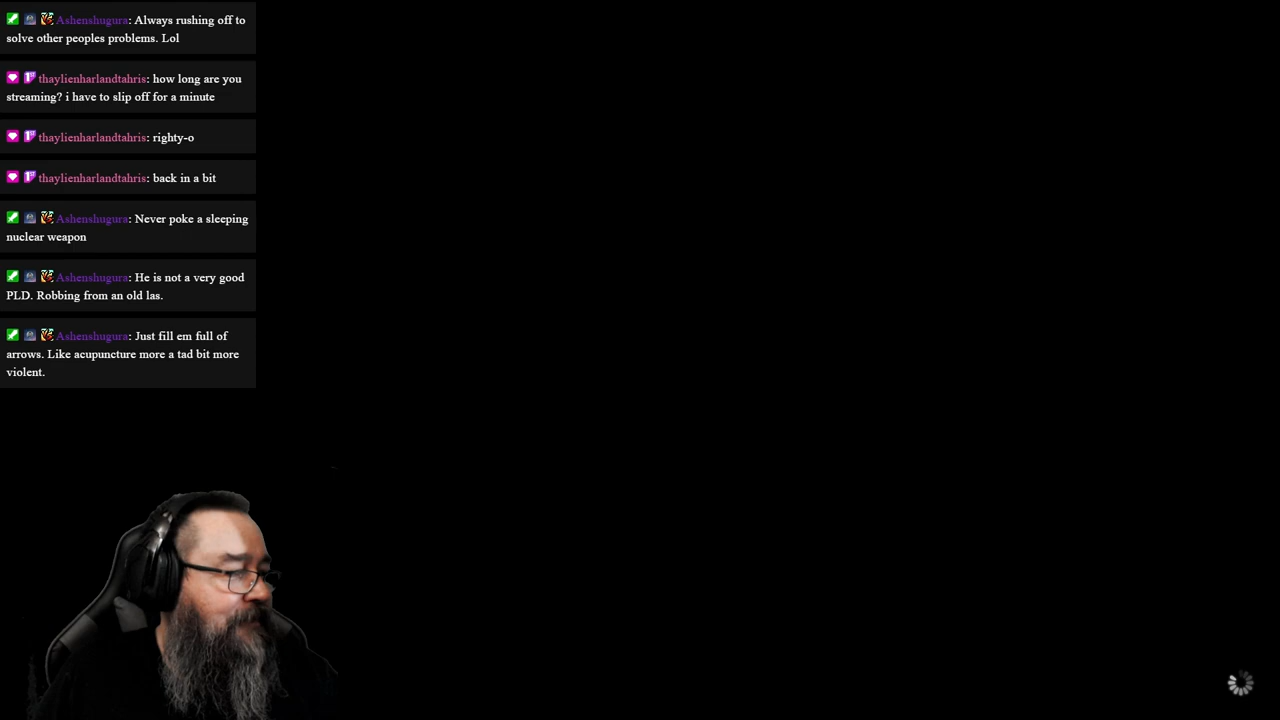 Ashenshugura: Always rushing off to
solve other peoples problems. Lol
thaylienharlandtahris: how long are you
streaming? i have to slip off for a minute
thaylienharlandtahris: righty-o
thaylienharlandtahris: back in a bit
Ashenshugura: Never poke a sleeping
nuclear weapon
Ashenshugura: He is not a very good
PLD. Robbing from an old las.
Ashenshugura: Just fill em full of
arrows. Like acupuncture more a tad bit more
violent.